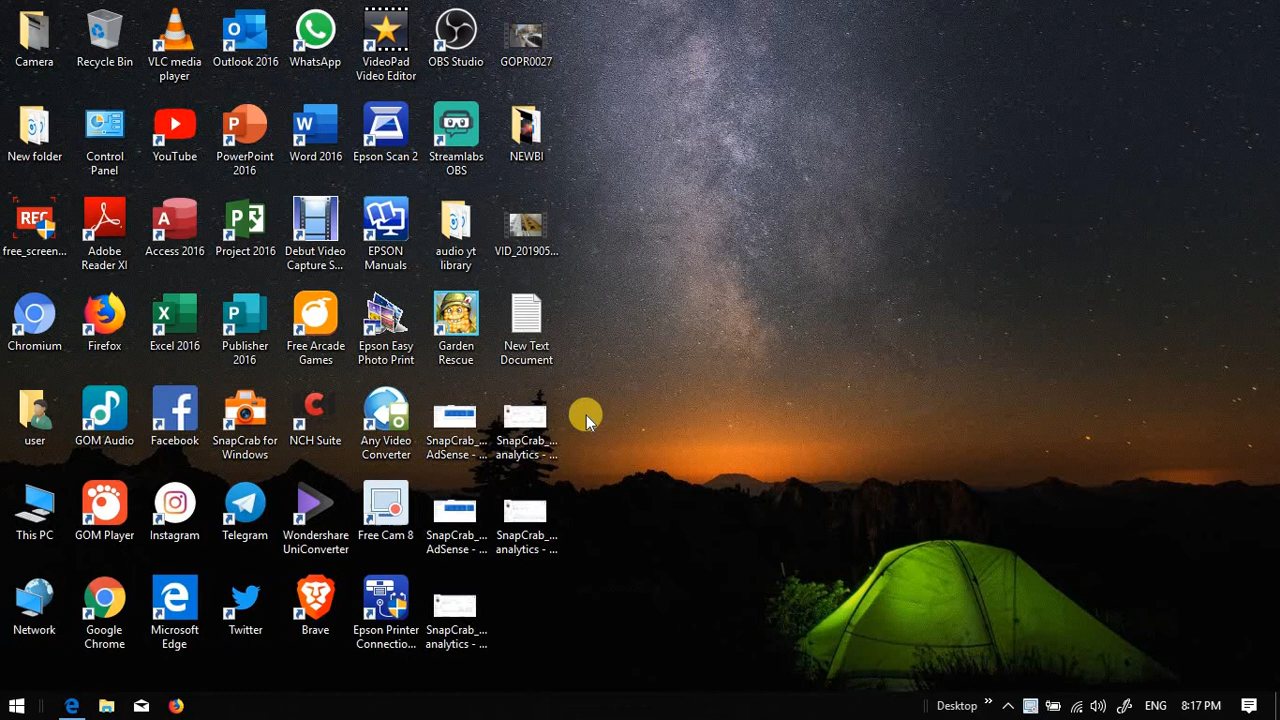 Camera
Recycle Bin
VLC media
player
Outlook 2016
WhatsApp
VideoPad
Video Editor
OBS Studio
GOPR0027
New folder
Control
Panel
YouTube
PowerPoint
2016
Word 2016
Epson Scan 2
Streamlabs
OBS
NEWBI
REC
free_screen...
Adobe
Reader XI
Access 2016
Project 2016
Debut Video
Capture S...
EPSON
Manuals
audio yt
library
VID_201905...
Chromium
Firefox
Excel 2016
Publisher
2016
Free Arcade
Games
Epson Easy
Photo Print
Garden
Rescue
New Text
Document
user
GOM Audio
Facebook
SnapCrab for
Windows
NCH Suite
Any Video
Converter
SnapCrab_...
AdSense - ...
SnapCrab_...
analytics - ...
This PC
GOM Player
Instagram
Telegram
Wondershare
UniConverter
Free Cam 8
SnapCrab_...
AdSense - ...
SnapCrab_...
analytics - ...
Network
Google
Chrome
Microsoft
Edge
Twitter
Brave
Epson Printer
Connectio...
SnapCrab_...
analytics - ...
Desktop
ENG
8:17 PM